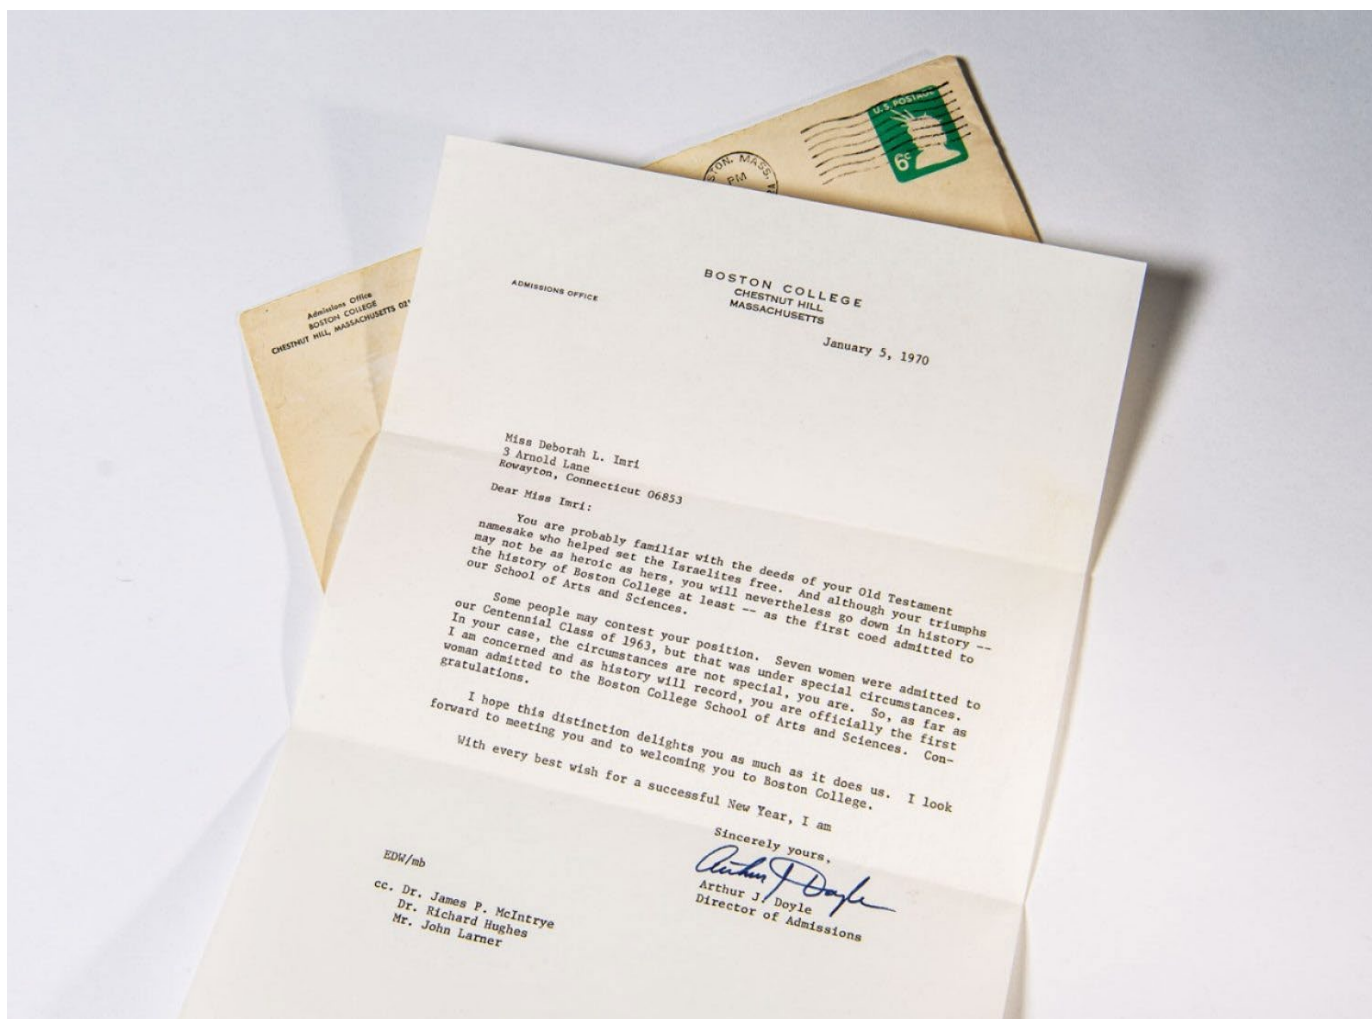 U.S. POSTAGE
6c
TON, MASS.
PM
Admissions Office
BOSTON COLLEGE
CHESTNUT HILL, MASSACHUSETTS 02
ADMISSIONS OFFICE
BOSTON COLLEGE
CHESTNUT HILL
MASSACHUSETTS
January 5, 1970
Miss Deborah L. Imri
3 Arnold Lane
Rowayton, Connecticut 06853
Dear Miss Imri:
You are probably familiar with the deeds of your Old Testament
namesake who helped set the Israelites free. And although your triumphs
may not be as heroic as hers, you will nevertheless go down in history --
the history of Boston College at least -- as the first coed admitted to
our School of Arts and Sciences.
Some people may contest your position. Seven women were admitted to
our Centennial Class of 1963, but that was under special circumstances.
In your case, the circumstances are not special, you are. So, as far as
I am concerned and as history will record, you are officially the first
woman admitted to the Boston College School of Arts and Sciences. Con-
gratulations.
I hope this distinction delights you as much as it does us. I look
forward to meeting you and to welcoming you to Boston College.
With every best wish for a successful New Year, I am
Sincerely yours,
Arthur J Doyle
Arthur J. Doyle
Director of Admissions
EDW/mb
cc. Dr. James P. McIntrye
Dr. Richard Hughes
Mr. John Larner